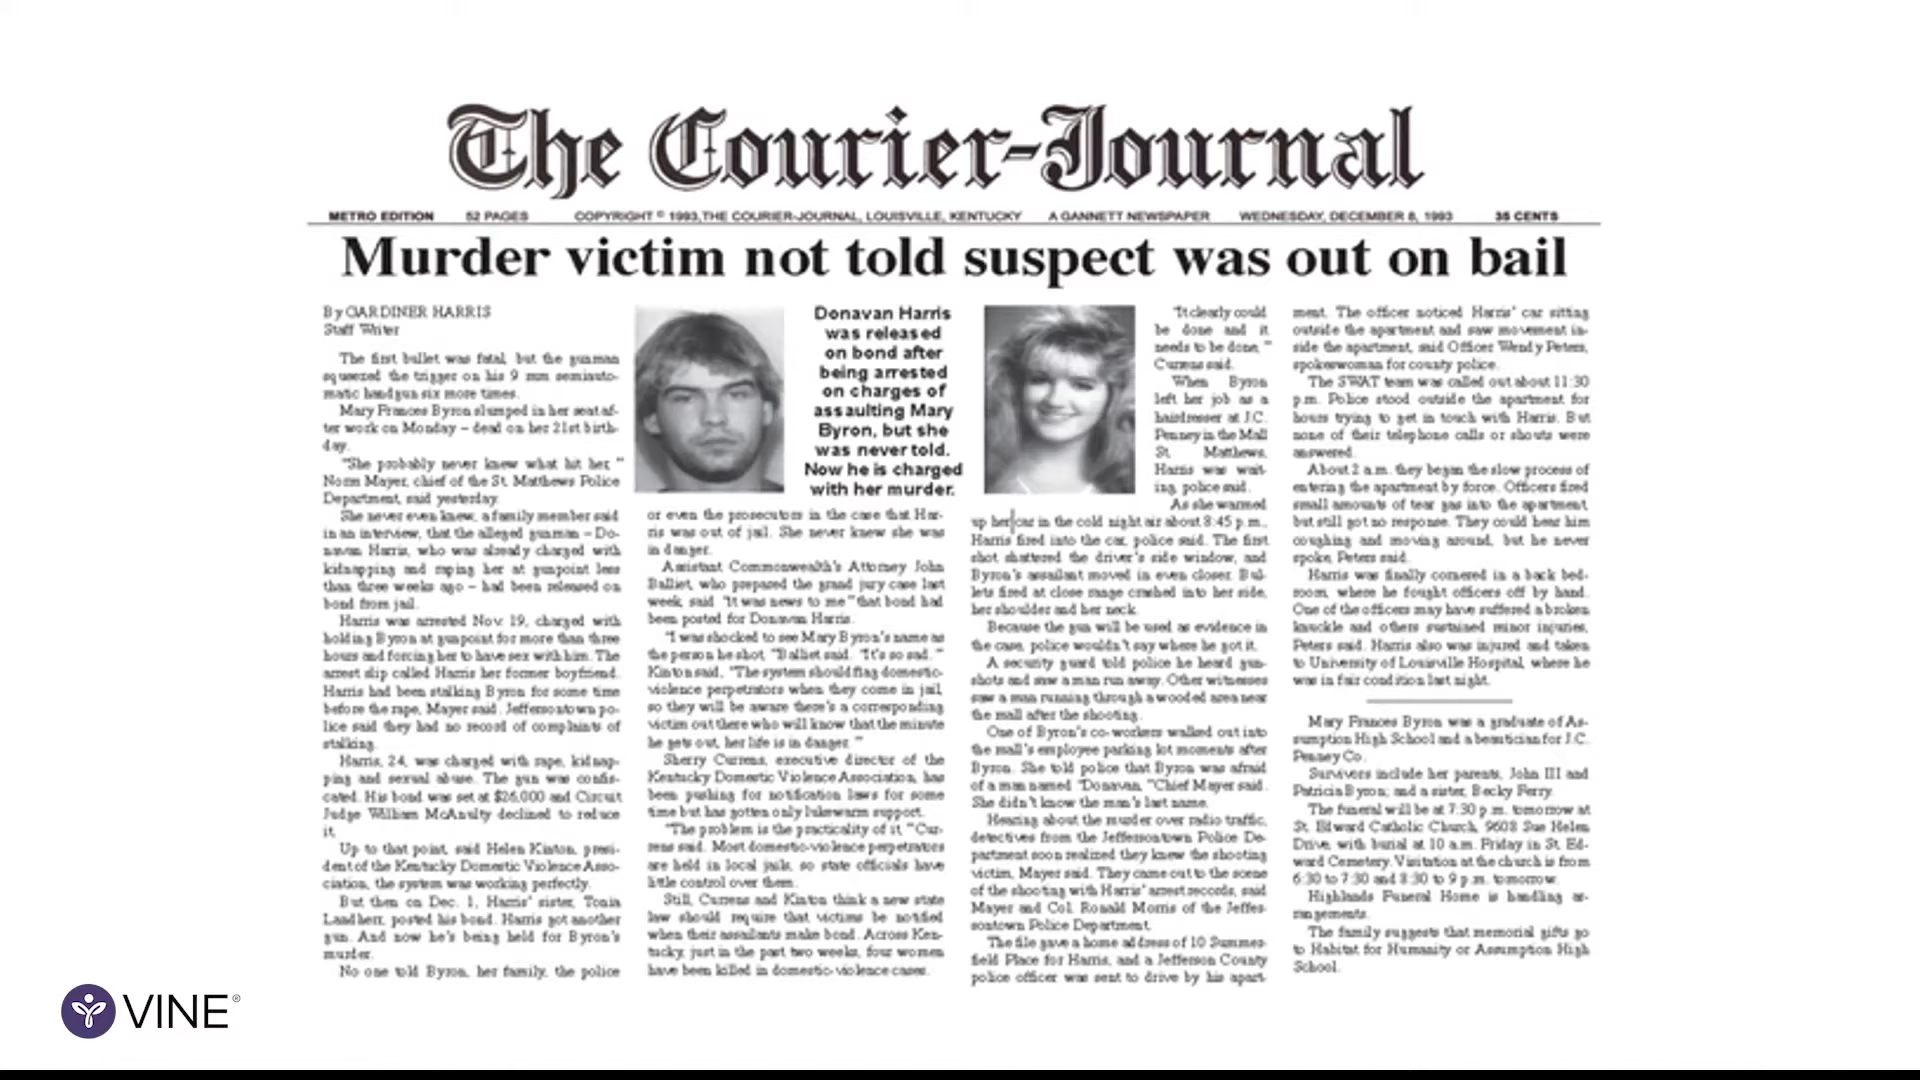 The Courier-Journal
METRO EDITION 52 PAGES COPYRIGHT © 1993, THE COURIER-JOURNAL, LOUISVILLE, KENTUCKY A GANNETT NEWSPAPER WEDNESDAY, DECEMBER 8, 1993 35 CENTS
Murder victim not told suspect was out on bail
By GARDINER HARRIS
Staff Writer
The first bullet was fatal, but the gunman
squeezed the trigger on his 9 mm semiauto-
matic handgun six more times.
Mary Frances Byron slumped in her seat af-
ter work on Monday – dead on her 21st birth-
day.
"She probably never knew what hit her,"
Norm Mayer, chief of the St. Matthews Police
Department, said yesterday.
She never even knew, a family member said
in an interview, that the alleged gunman – Do-
navan Harris, who was already charged with
kidnapping and raping her at gunpoint less
than three weeks ago – had been released on
bond from jail.
Harris was arrested Nov. 19, charged with
holding Byron at gunpoint for more than three
hours and forcing her to have sex with him. The
arrest slip called Harris her former boyfriend.
Harris had been stalking Byron for some time
before the rape, Mayer said. Jeffersontown po-
lice said they had no record of complaints of
stalking.
Harris, 24, was charged with rape, kidnap-
ping and sexual abuse. The gun was confis-
cated. His bond was set at $26,000 and Circuit
Judge William McAnulty declined to reduce
it.
Up to that point, said Helen Kinton, presi-
dent of the Kentucky Domestic Violence Asso-
ciation, the system was working perfectly.
But then on Dec. 1, Harris' sister, Tonia
posted his bond. Harris got another
gun. And now he's being held for Byron's
murder.
No one told Byron, her family, the police
Donavan Harris
was released
on bond after
being arrested
on charges of
assaulting Mary
Byron, but she
was never told.
Now he is charged
with her murder.
or even the prosecutors in the case that Har-
ris was out of jail. She never knew she was
in danger.
Assistant Commonwealth's Attorney John
Balliet, who prepared the grand jury case last
week, said "It was news to me" that bond had
been posted for Donavan Harris.
"I was shocked to see Mary Byron's name as
the person he shot," Balliet said. "It's so sad."
Kinton said, "The system should flag domestic-
violence perpetrators when they come in jail,
so they will be aware there's a corresponding
victim out there who will know that the minute
he gets out, her life is in danger."
Sherry Currens, executive director of the
Kentucky Domestic Violence Association, has
been pushing for notification laws for some
time but has gotten only lukewarm support.
"The problem is the practicality of it," Cur-
rens said. Most domestic-violence perpetrators
are held in local jails, so state officials have
little control over them.
Still, Currens and Kinton think a new state
law should require that victims be notified
when their assailants make bond. Across Ken-
tucky, just in the past two weeks, four women
have been killed in domestic-violence cases.
"It clearly could
be done and it
needs to be done,"
Currens said.
When Byron
left her job as a
hairdresser at J.C.
Penney in the Mall
St. Matthews,
Harris was wait-
ing, police said.
As she warmed
up her car in the cold night air about 8:45 p.m.,
Harris fired into the car, police said. The first
shot shattered the driver's side window, and
Byron's assailant moved in even closer. Bul-
lets fired at close range crashed into her side,
her shoulder and her neck.
Because the gun will be used as evidence in
the case, police wouldn't say where he got it.
A security guard told police he heard gun-
shots and saw a man run away. Other witnesses
saw a man running through a wooded area near
the mall after the shooting.
One of Byron's co-workers walked out into
the mall's employee parking lot moments after
Byron. She told police that Byron was afraid
of a man named "Donavan," Chief Mayer said.
She didn't know the man's last name.
Hearing about the murder over radio traffic,
detectives from the Jeffersontown Police De-
partment soon realized they knew the shooting
victim, Mayer said. They came out to the scene
of the shooting with Harris' arrest records, said
Mayer and Col. Ronald Morris of the Jeffer-
sontown Police Department.
The file gave a home address of 10 Summer-
field Place for Harris, and a Jefferson County
police officer was sent to drive by his apart-
ment. The officer noticed Harris' car sitting
outside the apartment and saw movement in-
side the apartment, said Officer Wendy Peters,
spokeswoman for county police.
The SWAT team was called out about 11:30
p.m. Police stood outside the apartment for
hours trying to get in touch with Harris. But
none of their telephone calls or shouts were
answered.
About 2 a.m. they began the slow process of
entering the apartment by force. Officers fired
small amounts of tear gas into the apartment,
but still got no response. They could hear him
coughing and moving around, but he never
spoke, Peters said.
Harris was finally cornered in a back bed-
room, where he fought officers off by hand.
One of the officers may have suffered a broken
knuckle and others sustained minor injuries,
Peters said. Harris also was injured and taken
to University of Louisville Hospital, where he
was in fair condition last night.
Mary Frances Byron was a graduate of As-
sumption High School and a beautician for J.C.
Penney Co.
Survivors include her parents, John III and
Patricia Byron; and a sister, Becky Ferry.
The funeral will be at 7:30 p.m. tomorrow at
St. Edward Catholic Church, 9608 Sue Helen
Drive, with burial at 10 a.m. Friday in St. Ed-
ward Cemetery. Visitation at the church is from
6:30 to 7:30 and 8:30 to 9 p.m. tomorrow.
Highlands Funeral Home is handling ar-
rangements.
The family suggests that memorial gifts go
to Habitat for Humanity or Assumption High
School.
VINE®